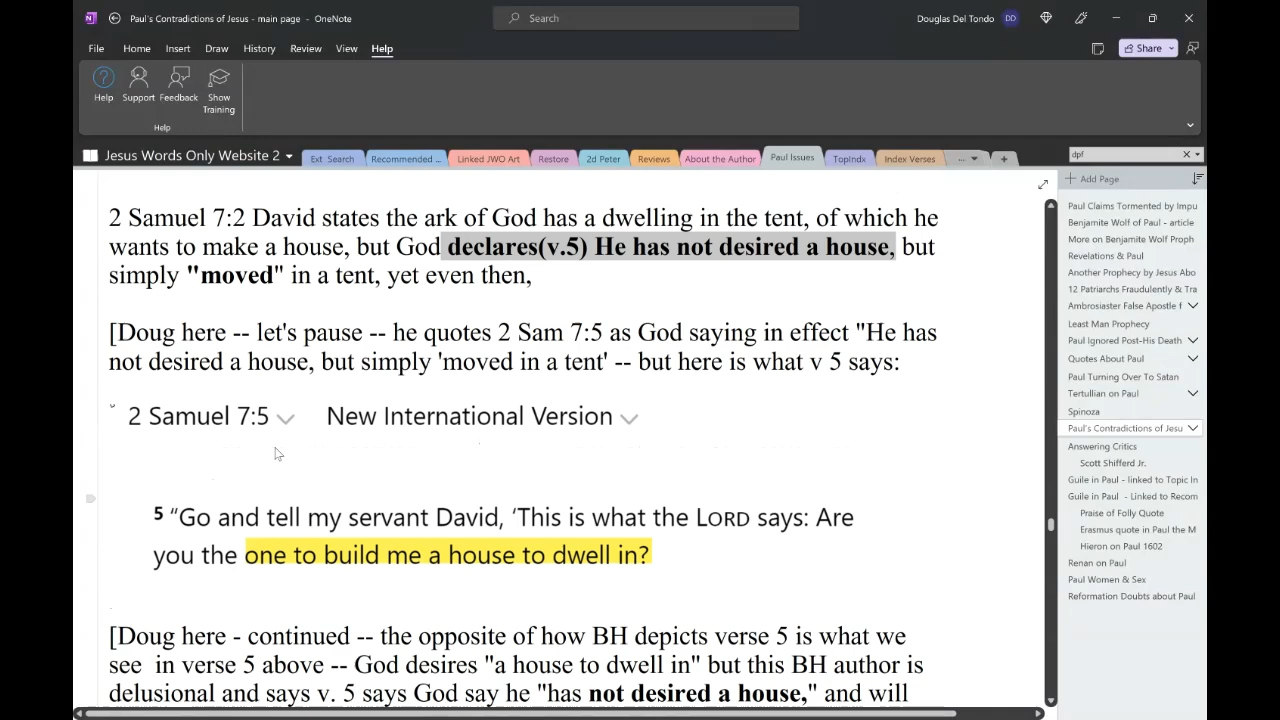 Paul's Contradictions of Jesus - main page - OneNote
Search
Douglas Del Tondo
DD
File Home Insert Draw History Review View Help
Share
Help Support Feedback Show Training
Help
Jesus Words Only Website 2
Ext Search Recommended ... Linked JWO Art Restore 2d Peter Reviews About the Author Paul Issues TopIndx Index Verses ... +
dpf
Add Page
2 Samuel 7:2 David states the ark of God has a dwelling in the tent, of which he
wants to make a house, but God declares(v.5) He has not desired a house, but
simply "moved" in a tent, yet even then,
[Doug here -- let's pause -- he quotes 2 Sam 7:5 as God saying in effect "He has
not desired a house, but simply 'moved in a tent' -- but here is what v 5 says:
2 Samuel 7:5 New International Version
5 “Go and tell my servant David, ‘This is what the LORD says: Are
you the one to build me a house to dwell in?
[Doug here - continued -- the opposite of how BH depicts verse 5 is what we
see in verse 5 above -- God desires "a house to dwell in" but this BH author is
delusional and says v. 5 says God say he "has not desired a house," and will
Paul Claims Tormented by Impu
Benjamite Wolf of Paul - article
More on Benjamite Wolf Proph
Revelations & Paul
Another Prophecy by Jesus Abo
12 Patriarchs Fraudulently & Tra
Ambrosiaster False Apostle f
Least Man Prophecy
Paul Ignored Post-His Death
Quotes About Paul
Paul Turning Over To Satan
Tertullian on Paul
Spinoza
Paul's Contradictions of Jesu
Answering Critics
Scott Shifferd Jr.
Guile in Paul - linked to Topic In
Guile in Paul - Linked to Recom
Praise of Folly Quote
Erasmus quote in Paul the M
Hieron on Paul 1602
Renan on Paul
Paul Women & Sex
Reformation Doubts about Paul